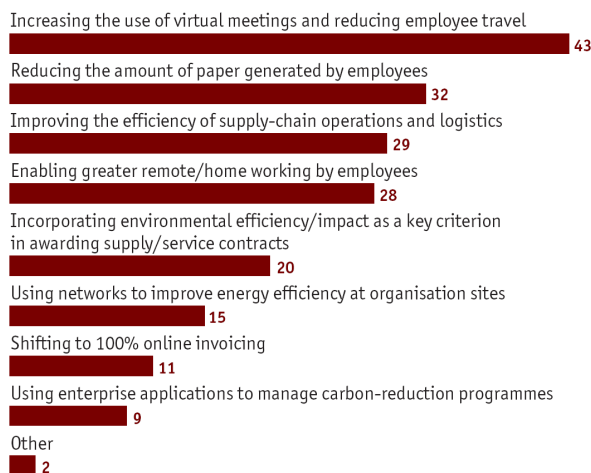 Increasing the use of virtual meetings and reducing employee travel
43
Reducing the amount of paper generated by employees
32
Improving the efficiency of supply-chain operations and logistics
29
Enabling greater remote/home working by employees
28
Incorporating environmental efficiency/impact as a key criterion
in awarding supply/service contracts
20
Using networks to improve energy efficiency at organisation sites
15
Shifting to 100% online invoicing
11
Using enterprise applications to manage carbon-reduction programmes
9
Other
2